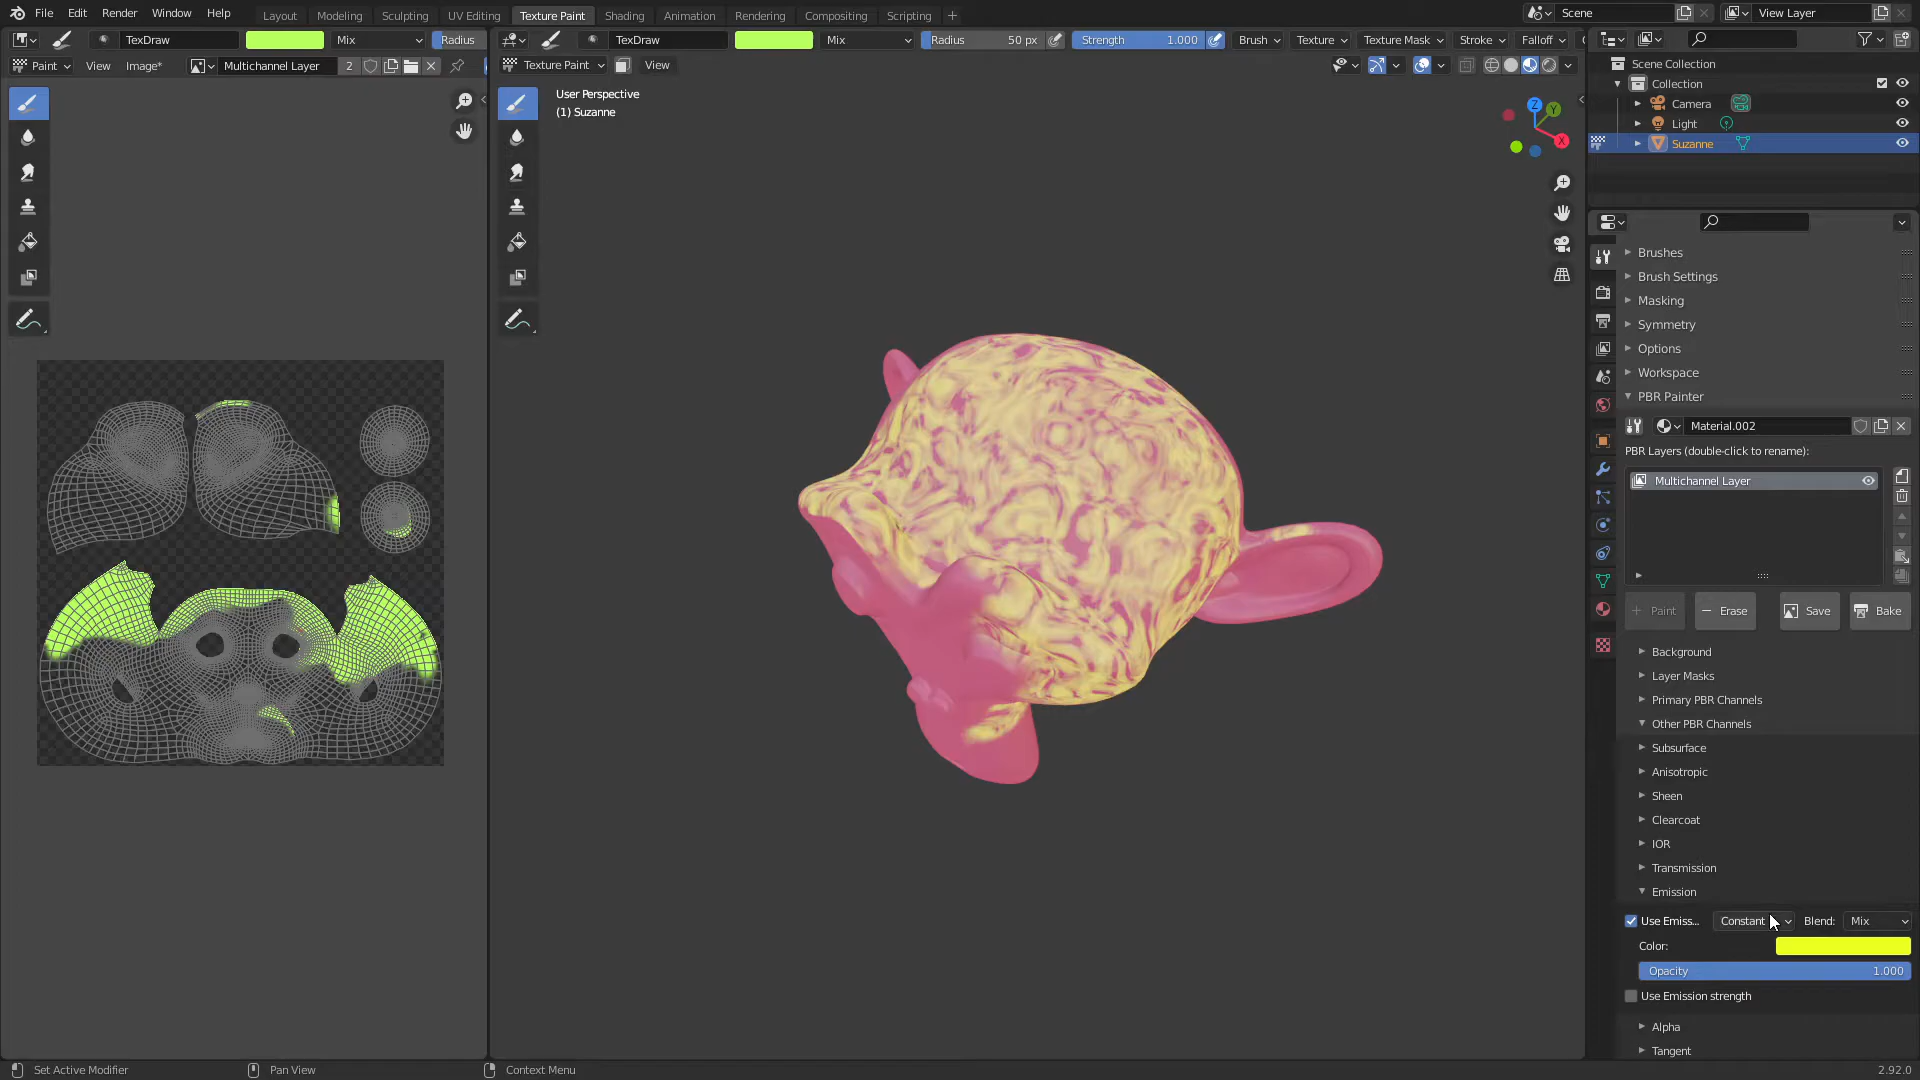 File Edit Render Window Help Layout Modeling Sculpting UV Editing Texture Paint Shading Animation Rendering Compositing Scripting + Scene View Layer
TexDraw Mix Radius TexDraw Mix Radius 50 px Strength 1.000 Brush Texture Texture Mask Stroke Falloff
Paint View Image* Multichannel Layer 2 Texture Paint View
User Perspective
(1) Suzanne
Z
Y
X
Scene Collection
Collection
Camera
Light
Suzanne
Brushes
Brush Settings
Masking
Symmetry
Options
Workspace
PBR Painter
Material.002
PBR Layers (double-click to rename):
Multichannel Layer
+ Paint — Erase Save Bake
Background
Layer Masks
Primary PBR Channels
Other PBR Channels
Subsurface
Anisotropic
Sheen
Clearcoat
IOR
Transmission
Emission
Use Emiss... Constant Blend: Mix
Color:
Opacity 1.000
Use Emission strength
Alpha
Tangent
Set Active Modifier Pan View Context Menu 2.92.0